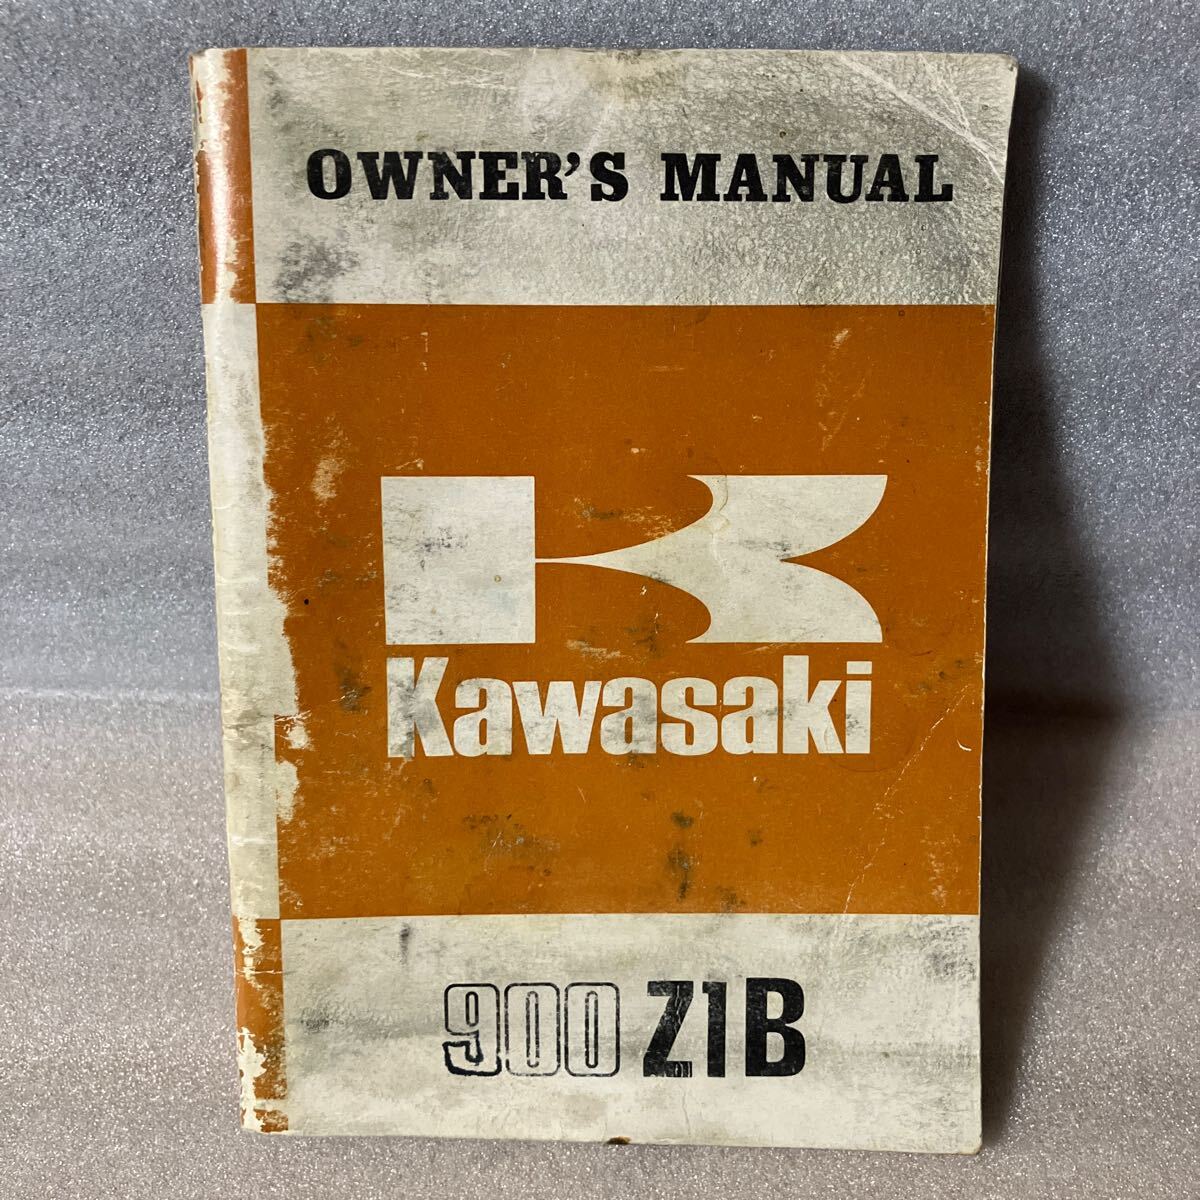 OWNER'S MANUAL
Kawasaki
900 Z1B